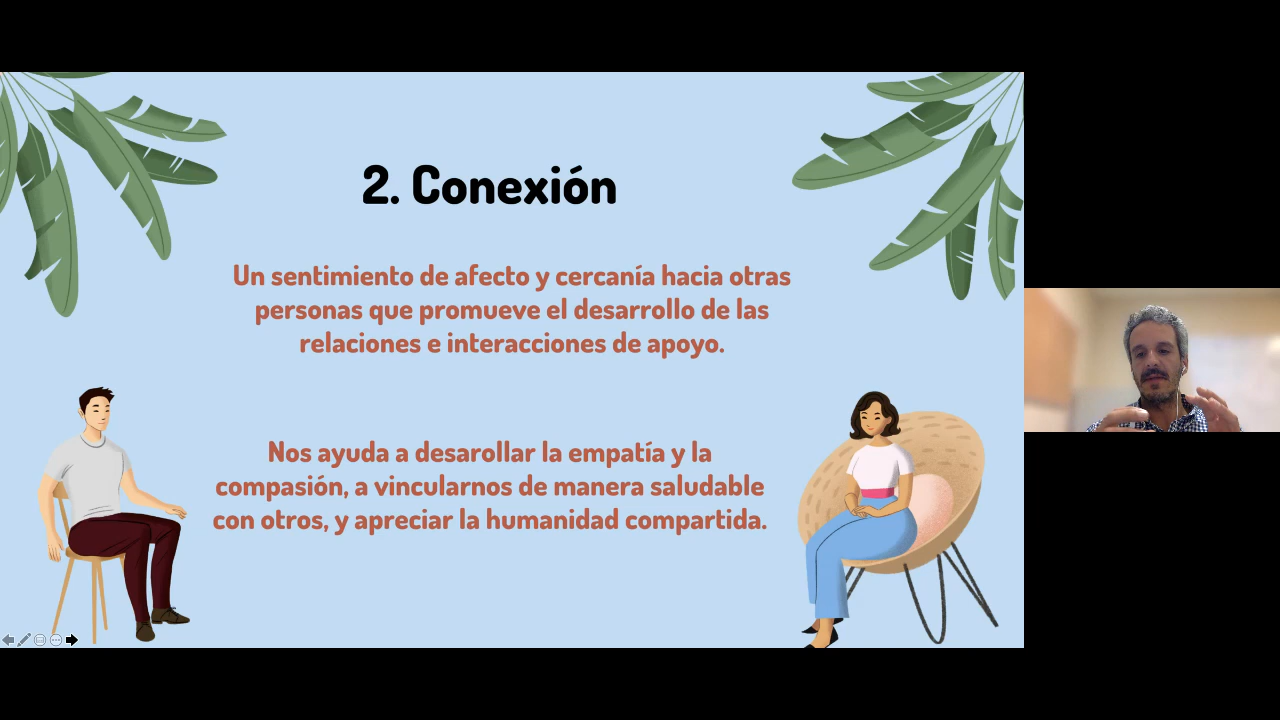 2. Conexión
Un sentimiento de afecto y cercanía hacia otras
personas que promueve el desarrollo de las
relaciones e interacciones de apoyo.
Nos ayuda a desarollar la empatía y la
compasión, a vincularnos de manera saludable
con otros, y apreciar la humanidad compartida.